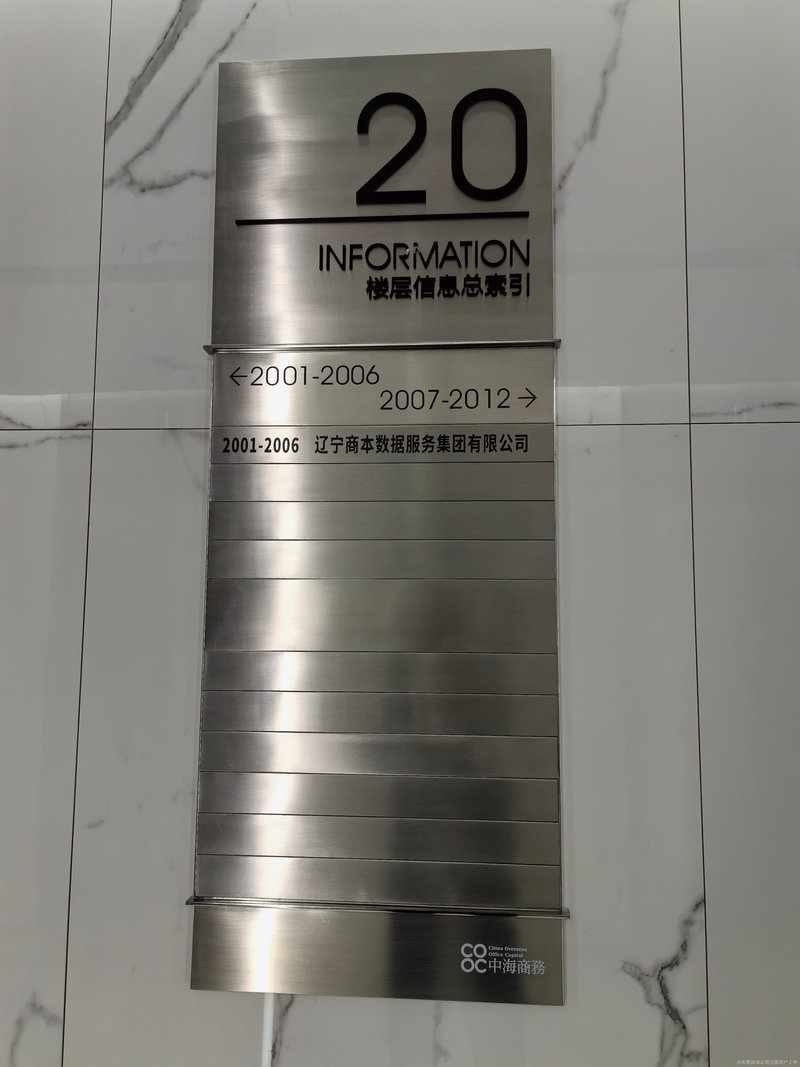 20
INFORMATION
楼层信息总索引
←2001-2006
2007-2012→
2001-2006 辽宁商本数据服务集团有限公司
COOC
China Overseas
Office Capital
中海商務